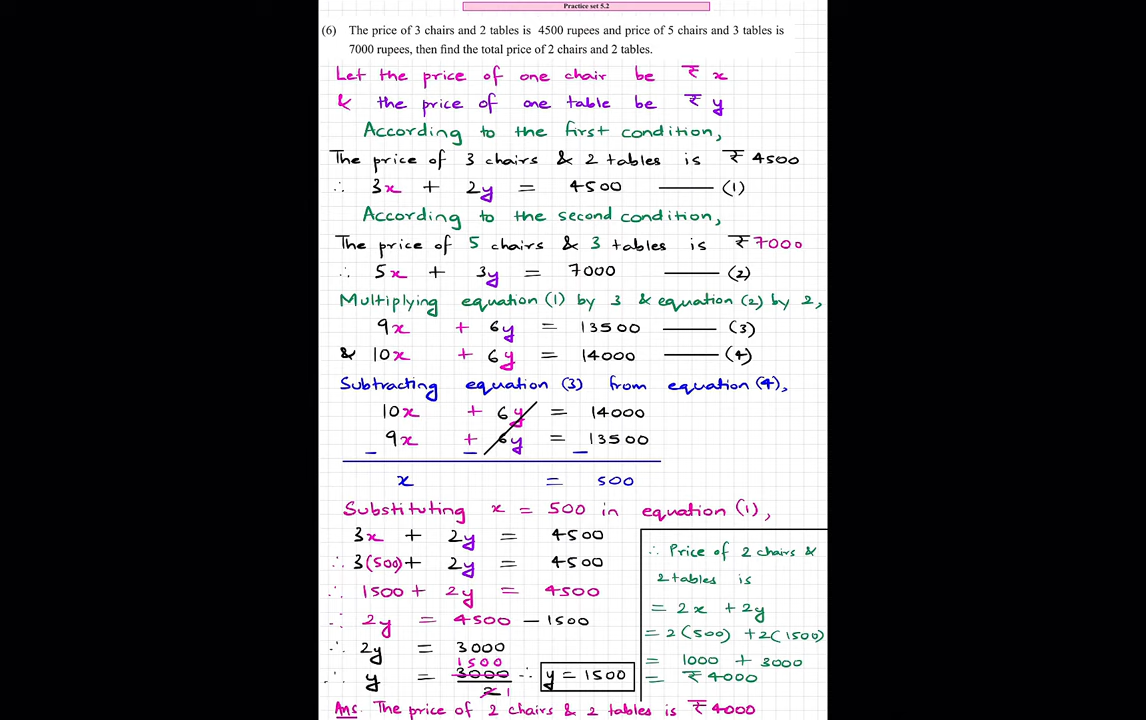 Practice set 5.2
(6) The price of 3 chairs and 2 tables is 4500 rupees and price of 5 chairs and 3 tables is
7000 rupees, then find the total price of 2 chairs and 2 tables.
Let the price of one chair be ₹ x
& the price of one table be ₹ y
According to the first condition,
The price of 3 chairs & 2 tables is ₹ 4500
∴ 3x + 2y = 4500 —— (1)
According to the second condition,
The price of 5 chairs & 3 tables is ₹ 7000
∴ 5x + 3y = 7000 —— (2)
Multiplying equation (1) by 3 & equation (2) by 2,
9x + 6y = 13500 —— (3)
& 10x + 6y = 14000 —— (4)
Subtracting equation (3) from equation (4),
10x + 6y = 14000
9x + 6y = 13500
− − −
x = 500
Substituting x = 500 in equation (1),
3x + 2y = 4500
∴ 3(500) + 2y = 4500
∴ 1500 + 2y = 4500
∴ 2y = 4500 − 1500
∴ 2y = 3000
1500
∴ y = 3000 ∴ y = 1500
2 1
∴ Price of 2 chairs &
2 tables is
= 2x + 2y
= 2(500) + 2(1500)
= 1000 + 3000
= ₹ 4000
Ans. The price of 2 chairs & 2 tables is ₹ 4000